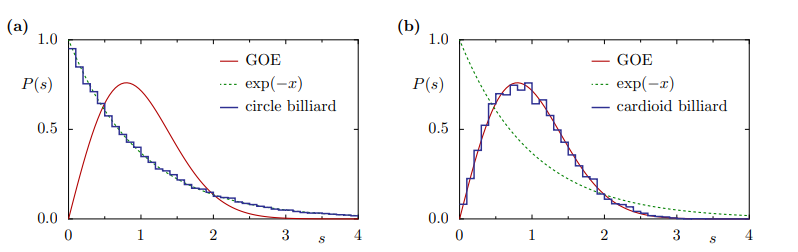 (a)
1.0
P(s)
0.5
0.0
0
1
2
3
s
4
GOE
exp(−x)
circle billiard
(b)
1.0
P(s)
0.5
0.0
0
1
2
3
s
4
GOE
exp(−x)
cardioid billiard